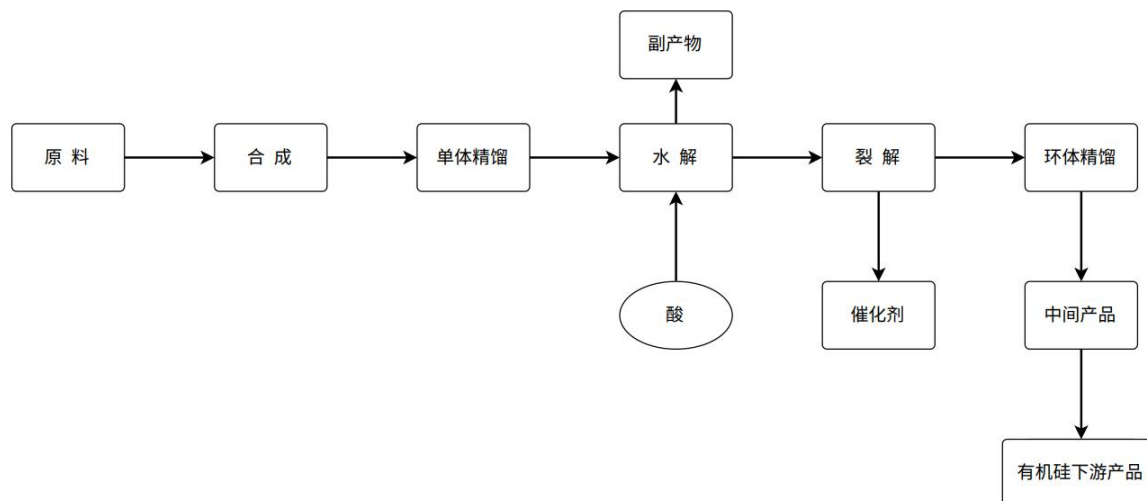 副产物
原 料
合 成
单体精馏
水 解
裂 解
环体精馏
酸
催化剂
中间产品
有机硅下游产品